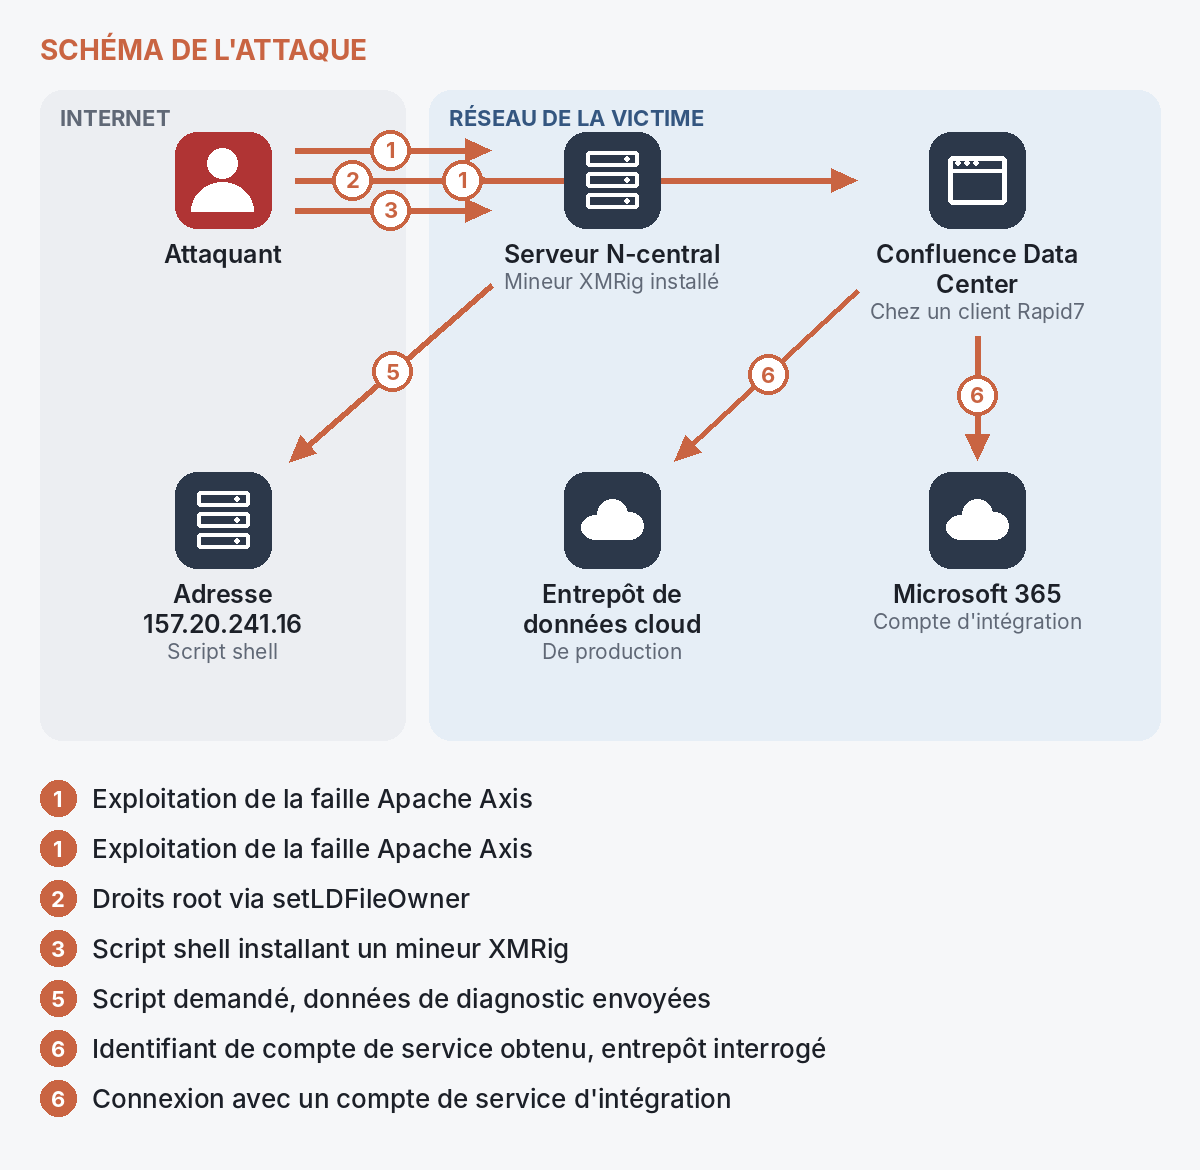 SCHÉMA DE L'ATTAQUE
INTERNET
RÉSEAU DE LA VICTIME
1
2
1
3
Attaquant
Serveur N-central
Mineur XMRig installé
Confluence Data
Center
Chez un client Rapid7
5
6
6
Adresse
157.20.241.16
Script shell
Entrepôt de
données cloud
De production
Microsoft 365
Compte d'intégration
1 Exploitation de la faille Apache Axis
1 Exploitation de la faille Apache Axis
2 Droits root via setLDFileOwner
3 Script shell installant un mineur XMRig
5 Script demandé, données de diagnostic envoyées
6 Identifiant de compte de service obtenu, entrepôt interrogé
6 Connexion avec un compte de service d'intégration